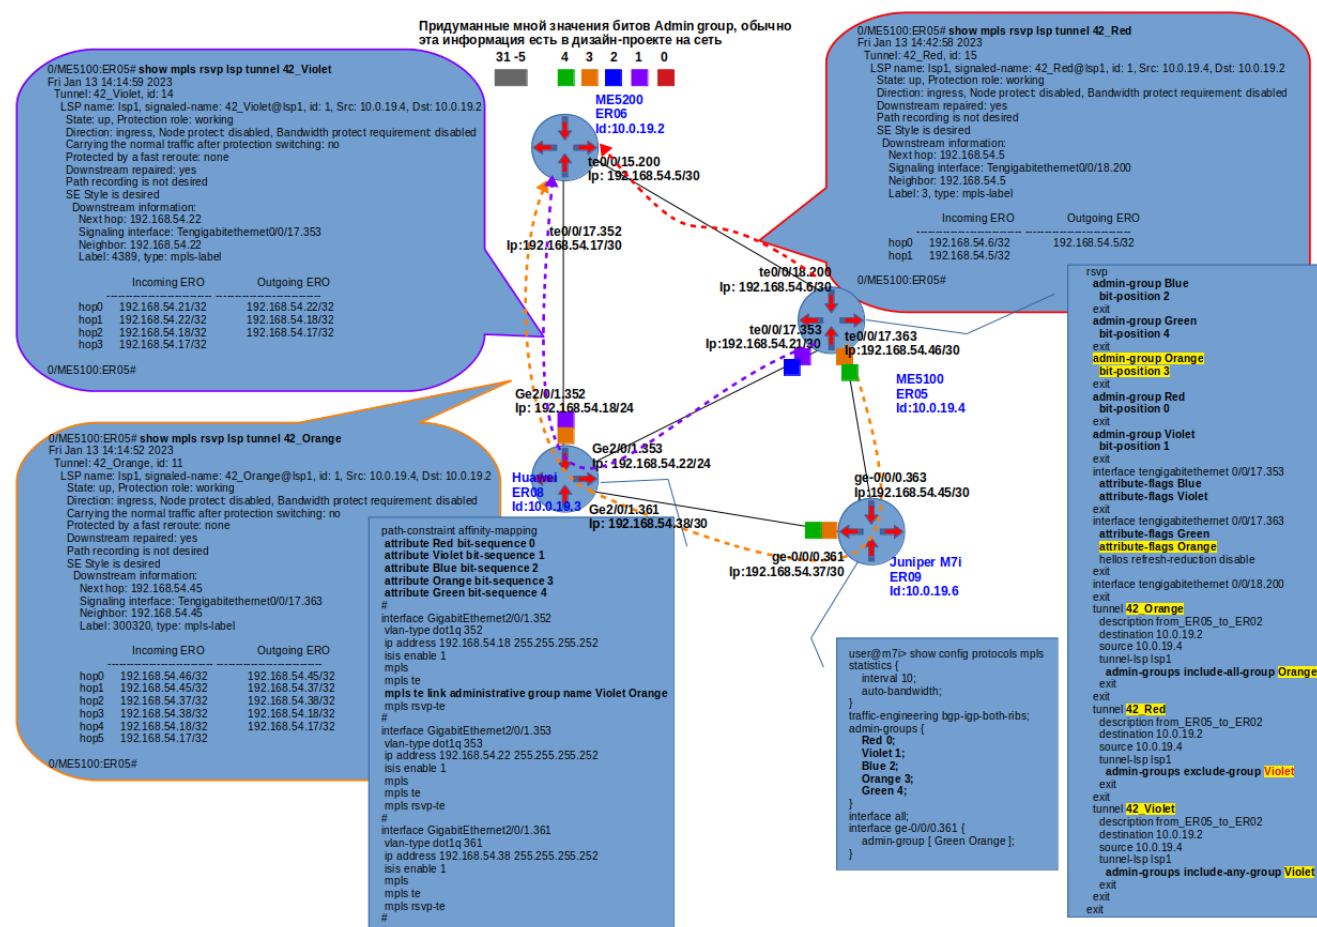 Придуманные мной значения битов Admin group, обычно
эта информация есть в дизайн-проекте на сеть
31 -5 4 3 2 1 0
0/ME5100:ER05# show mpls rsvp lsp tunnel 42_Violet
Fri Jan 13 14:14:59 2023
Tunnel: 42_Violet, id: 14
LSP name: lsp1, signaled-name: 42_Violet@lsp1, id: 1, Src: 10.0.19.4, Dst: 10.0.19.2
State: up, Protection role: working
Direction: ingress, Node protect: disabled, Bandwidth protect requirement: disabled
Carrying the normal traffic after protection switching: no
Protected by a fast reroute: none
Downstream repaired: yes
Path recording is not desired
SE Style is desired
Downstream information:
Next hop: 192.168.54.22
Signaling interface: Tengigabitethernet0/0/17.353
Neighbor: 192.168.54.22
Label: 4389, type: mpls-label
Incoming ERO Outgoing ERO
--------------------------- ---------------------------
hop0 192.168.54.21/32 192.168.54.22/32
hop1 192.168.54.22/32 192.168.54.18/32
hop2 192.168.54.18/32 192.168.54.17/32
hop3 192.168.54.17/32
0/ME5100:ER05#
0/ME5100:ER05# show mpls rsvp lsp tunnel 42_Red
Fri Jan 13 14:42:58 2023
Tunnel: 42_Red, id: 15
LSP name: lsp1, signaled-name: 42_Red@lsp1, id: 1, Src: 10.0.19.4, Dst: 10.0.19.2
State: up, Protection role: working
Direction: ingress, Node protect: disabled, Bandwidth protect requirement: disabled
Downstream repaired: yes
Path recording is not desired
SE Style is desired
Downstream information:
Next hop: 192.168.54.5
Signaling interface: Tengigabitethernet0/0/18.200
Neighbor: 192.168.54.5
Label: 3, type: mpls-label
Incoming ERO Outgoing ERO
--------------------------- ---------------------------
hop0 192.168.54.6/32 192.168.54.5/32
hop1 192.168.54.5/32
0/ME5100:ER05#
ME5200
ER06
Id:10.0.19.2
te0/0/15.200
Ip: 192.168.54.5/30
te0/0/17.352
Ip:192.168.54.17/30
te0/0/18.200
Ip: 192.168.54.6/30
te0/0/17.353
Ip:192.168.54.21/30
te0/0/17.363
Ip:192.168.54.46/30
ME5100
ER05
Id:10.0.19.4
Ge2/0/1.352
Ip: 192.168.54.18/24
Ge2/0/1.353
Ip: 192.168.54.22/24
Huawei
ER08
Id:10.0.19.3
Ge2/0/1.361
Ip: 192.168.54.38/30
ge-0/0/0.363
Ip:192.168.54.45/30
ge-0/0/0.361
Ip:192.168.54.37/30
Juniper M7i
ER09
Id:10.0.19.6
0/ME5100:ER05# show mpls rsvp lsp tunnel 42_Orange
Fri Jan 13 14:14:52 2023
Tunnel: 42_Orange, id: 11
LSP name: lsp1, signaled-name: 42_Orange@lsp1, id: 1, Src: 10.0.19.4, Dst: 10.0.19.2
State: up, Protection role: working
Direction: ingress, Node protect: disabled, Bandwidth protect requirement: disabled
Carrying the normal traffic after protection switching: no
Protected by a fast reroute: none
Downstream repaired: yes
Path recording is not desired
SE Style is desired
Downstream information:
Next hop: 192.168.54.45
Signaling interface: Tengigabitethernet0/0/17.363
Neighbor: 192.168.54.45
Label: 300320, type: mpls-label
Incoming ERO Outgoing ERO
--------------------------- ---------------------------
hop0 192.168.54.46/32 192.168.54.45/32
hop1 192.168.54.45/32 192.168.54.37/32
hop2 192.168.54.37/32 192.168.54.38/32
hop3 192.168.54.38/32 192.168.54.18/32
hop4 192.168.54.18/32 192.168.54.17/32
hop5 192.168.54.17/32
0/ME5100:ER05#
path-constraint affinity-mapping
attribute Red bit-sequence 0
attribute Violet bit-sequence 1
attribute Blue bit-sequence 2
attribute Orange bit-sequence 3
attribute Green bit-sequence 4
#
interface GigabitEthernet2/0/1.352
vlan-type dot1q 352
ip address 192.168.54.18 255.255.255.252
isis enable 1
mpls
mpls te
mpls te link administrative group name Violet Orange
mpls rsvp-te
#
interface GigabitEthernet2/0/1.353
vlan-type dot1q 353
ip address 192.168.54.22 255.255.255.252
isis enable 1
mpls
mpls te
mpls rsvp-te
#
interface GigabitEthernet2/0/1.361
vlan-type dot1q 361
ip address 192.168.54.38 255.255.255.252
isis enable 1
mpls
mpls te
mpls rsvp-te
#
user@m7i> show config protocols mpls
statistics {
interval 10;
auto-bandwidth;
}
traffic-engineering bgp-igp-both-ribs;
admin-groups {
Red 0;
Violet 1;
Blue 2;
Orange 3;
Green 4;
}
interface all;
interface ge-0/0/0.361 {
admin-group [ Green Orange ];
}
rsvp
admin-group Blue
bit-position 2
exit
admin-group Green
bit-position 4
exit
admin-group Orange
bit-position 3
exit
admin-group Red
bit-position 0
exit
admin-group Violet
bit-position 1
exit
interface tengigabitethernet 0/0/17.353
attribute-flags Blue
attribute-flags Violet
exit
interface tengigabitethernet 0/0/17.363
attribute-flags Green
attribute-flags Orange
hellos refresh-reduction disable
exit
interface tengigabitethernet 0/0/18.200
exit
tunnel 42_Orange
description from_ER05_to_ER02
destination 10.0.19.2
source 10.0.19.4
tunnel-lsp lsp1
admin-groups include-all-group Orange
exit
exit
tunnel 42_Red
description from_ER05_to_ER02
destination 10.0.19.2
source 10.0.19.4
tunnel-lsp lsp1
admin-groups exclude-group Violet
exit
exit
tunnel 42_Violet
description from_ER05_to_ER02
destination 10.0.19.2
source 10.0.19.4
tunnel-lsp lsp1
admin-groups include-any-group Violet
exit
exit
exit